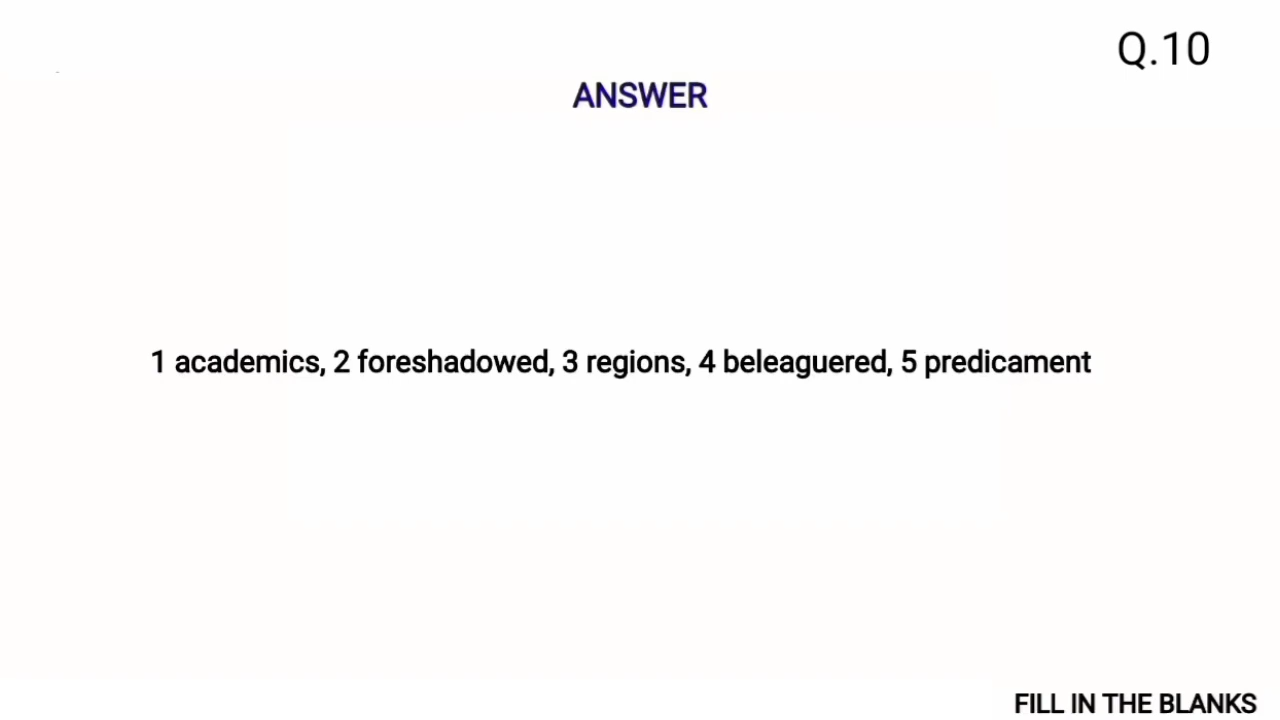 Q.10
ANSWER
1 academics, 2 foreshadowed, 3 regions, 4 beleaguered, 5 predicament
FILL IN THE BLANKS